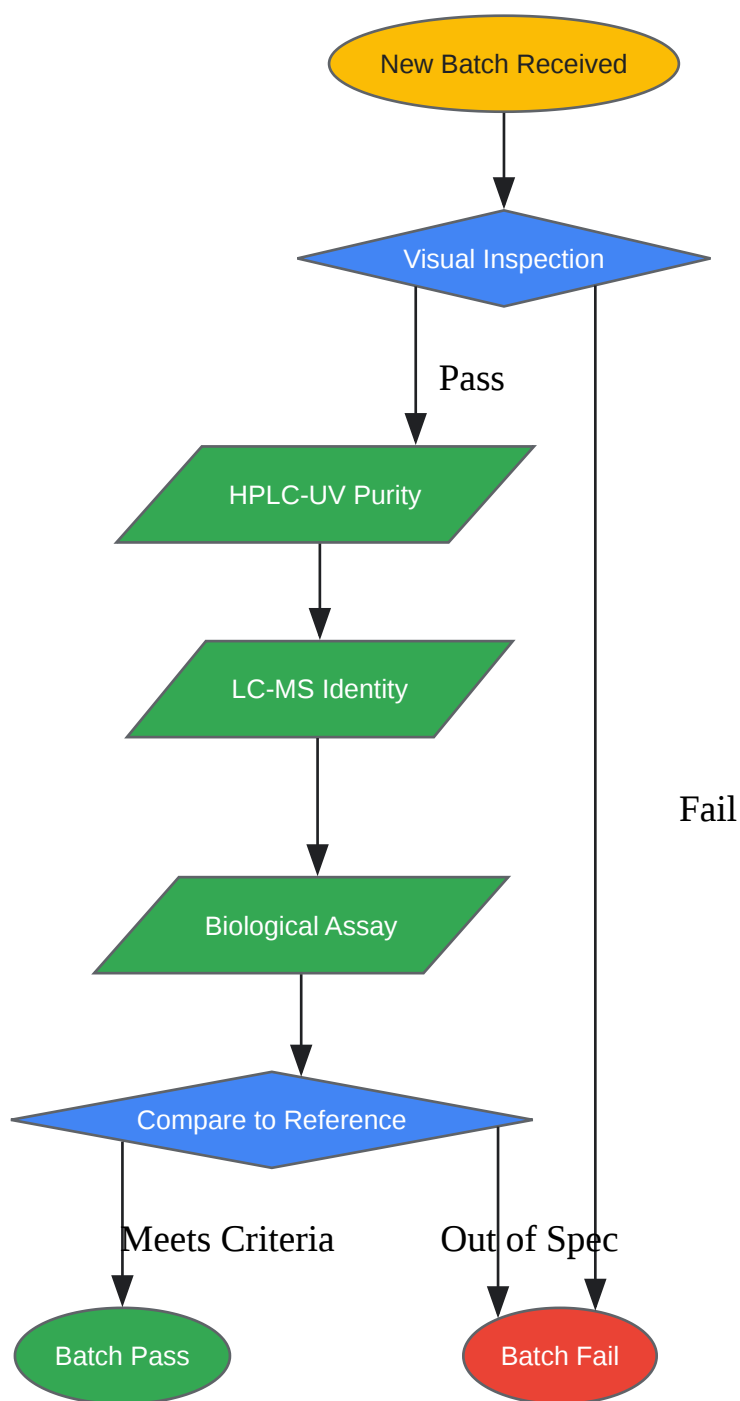 New Batch Received
Visual Inspection
Pass
HPLC-UV Purity
LC-MS Identity
Fail
Biological Assay
Compare to Reference
Meets Criteria
Out of Spec
Batch Pass
Batch Fail